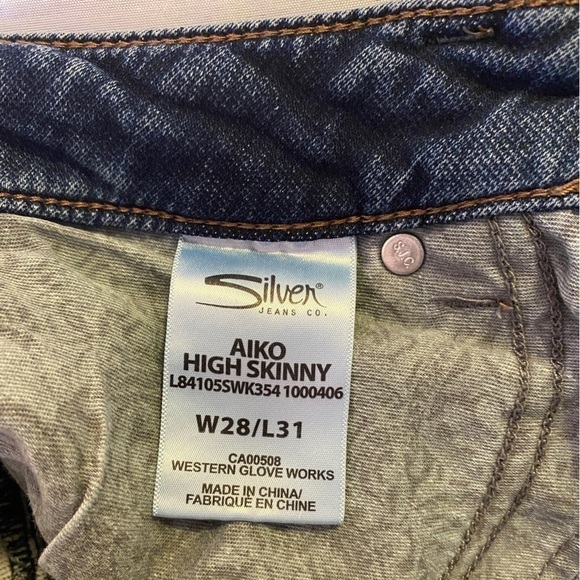 Silver®
JEANS CO.
AIKO
HIGH SKINNY
L84105SWK354 1000406
W28/L31
CA00508
WESTERN GLOVE WORKS
MADE IN CHINA/
FABRIQUÉ EN CHINE
S.J.C.